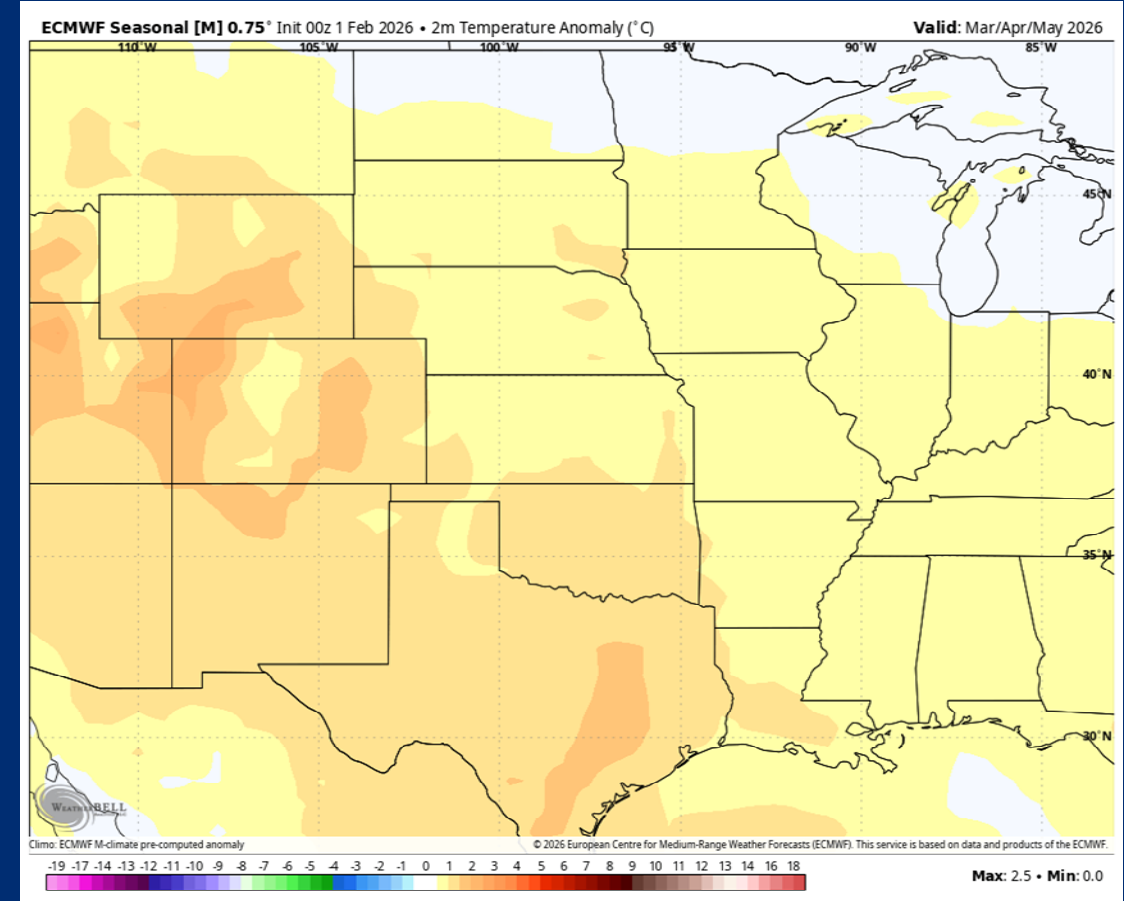 ECMWF Seasonal [M] 0.75° Init 00z 1 Feb 2026 • 2m Temperature Anomaly (°C) Valid: Mar/Apr/May 2026
110°W 105°W 100°W 95°W 90°W 85°W
45°N
40°N
35°N
30°N
WeatherBELL
Climo: ECMWF M-climate pre-computed anomaly © 2026 European Centre for Medium-Range Weather Forecasts (ECMWF). This service is based on data and products of the ECMWF.
-19 -17 -14 -13 -12 -11 -10 -9 -8 -7 -6 -5 -4 -3 -2 -1 0 1 2 3 4 5 6 7 8 9 10 11 12 13 14 15 16 17 18
Max: 2.5 • Min: 0.0